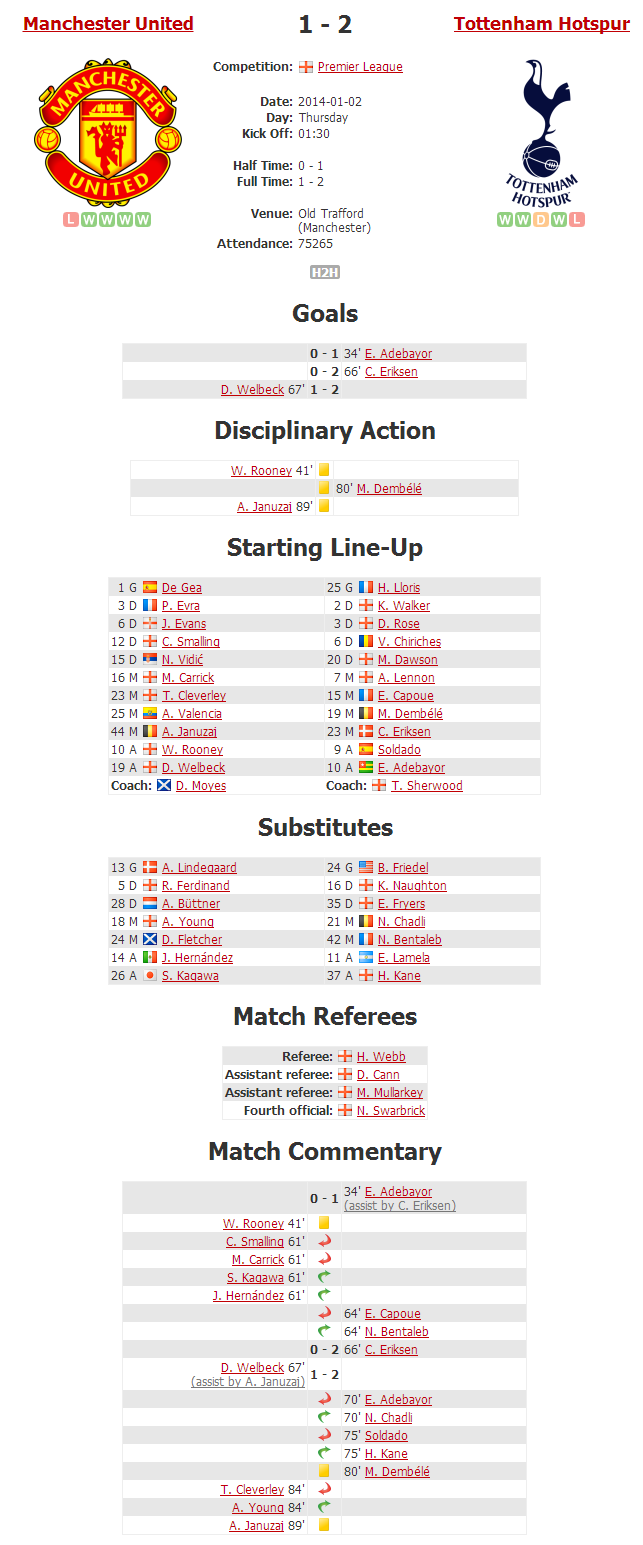 Manchester United 1 - 2 Tottenham Hotspur
MANCHESTER
UNITED
TOTTENHAM
HOTSPUR
L W W W W
W W D W L
Competition: Premier League
Date: 2014-01-02
Day: Thursday
Kick Off: 01:30
Half Time: 0 - 1
Full Time: 1 - 2
Venue: Old Trafford
(Manchester)
Attendance: 75265
H2H
Goals
0 - 1 34' E. Adebayor
0 - 2 66' C. Eriksen
D. Welbeck 67' 1 - 2
Disciplinary Action
W. Rooney 41'
80' M. Dembélé
A. Januzaj 89'
Starting Line-Up
1 G De Gea 25 G H. Lloris
3 D P. Evra 2 D K. Walker
6 D J. Evans 3 D D. Rose
12 D C. Smalling 6 D V. Chiriches
15 D N. Vidić 20 D M. Dawson
16 M M. Carrick 7 M A. Lennon
23 M T. Cleverley 15 M E. Capoue
25 M A. Valencia 19 M M. Dembélé
44 M A. Januzaj 23 M C. Eriksen
10 A W. Rooney 9 A Soldado
19 A D. Welbeck 10 A E. Adebayor
Coach: D. Moyes Coach: T. Sherwood
Substitutes
13 G A. Lindegaard 24 G B. Friedel
5 D R. Ferdinand 16 D K. Naughton
28 D A. Büttner 35 D E. Fryers
18 M A. Young 21 M N. Chadli
24 M D. Fletcher 42 M N. Bentaleb
14 A J. Hernández 11 A E. Lamela
26 A S. Kagawa 37 A H. Kane
Match Referees
Referee: H. Webb
Assistant referee: D. Cann
Assistant referee: M. Mullarkey
Fourth official: N. Swarbrick
Match Commentary
0 - 1 34' E. Adebayor
(assist by C. Eriksen)
W. Rooney 41'
C. Smalling 61'
M. Carrick 61'
S. Kagawa 61'
J. Hernández 61'
64' E. Capoue
64' N. Bentaleb
0 - 2 66' C. Eriksen
D. Welbeck 67' 1 - 2
(assist by A. Januzaj)
70' E. Adebayor
70' N. Chadli
75' Soldado
75' H. Kane
80' M. Dembélé
T. Cleverley 84'
A. Young 84'
A. Januzaj 89'